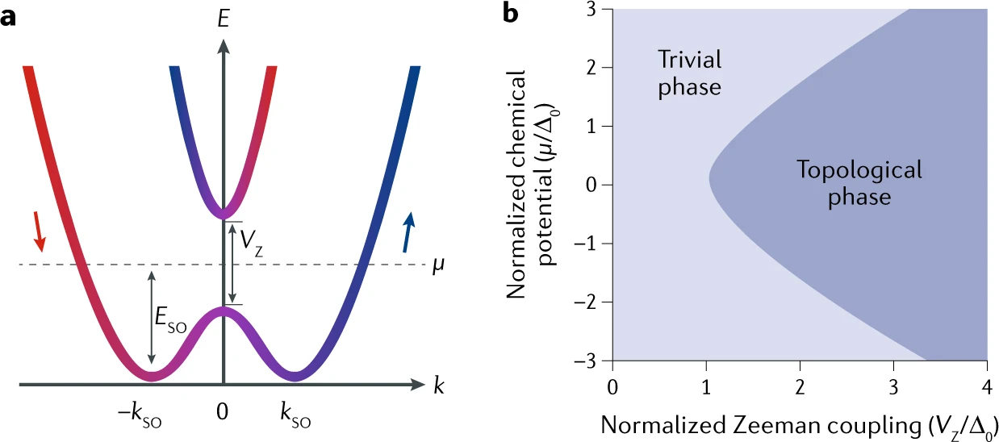 a
E
V_Z
μ
E_SO
k
−k_SO
0
k_SO
b
Normalized chemical
potential (μ/Δ_0)
3
2
1
0
−1
−2
−3
Trivial
phase
Topological
phase
0
1
2
3
4
Normalized Zeeman coupling (V_Z/Δ_0)